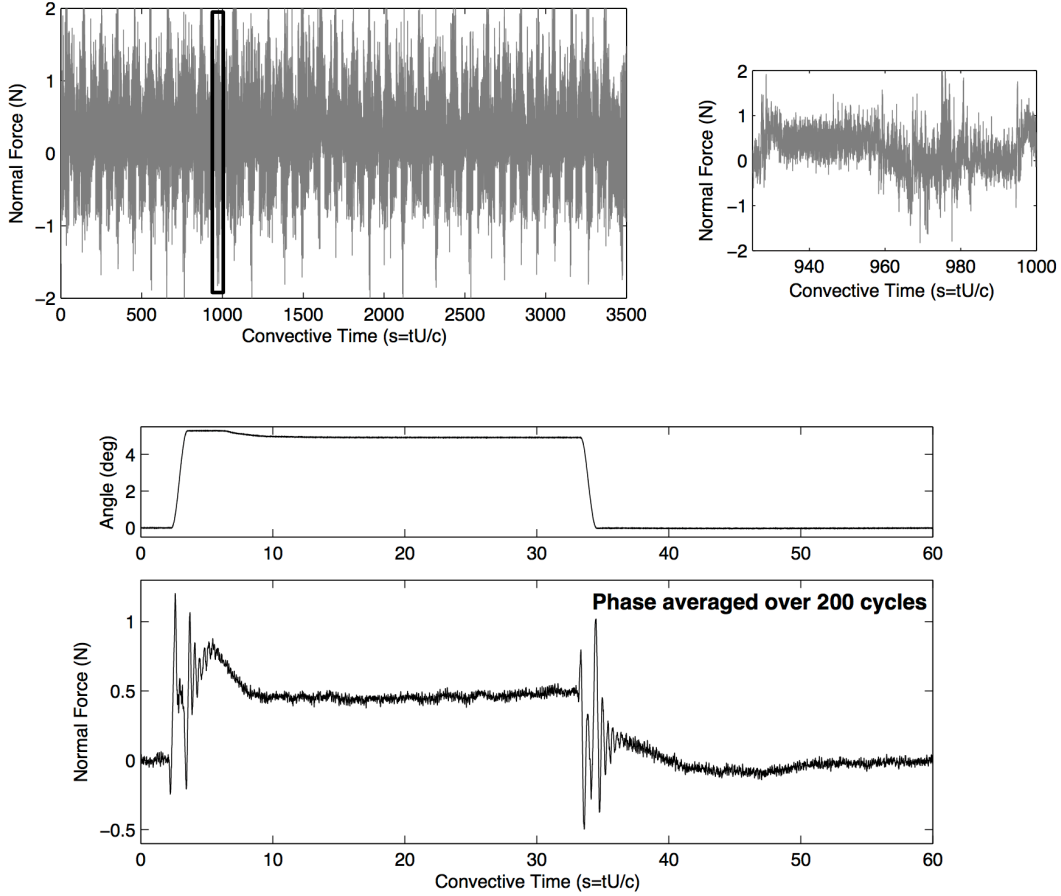 2
1
0
−1
−2
Normal Force (N)
0 500 1000 1500 2000 2500 3000 3500
Convective Time (s=tU/c)
2
1
0
−1
−2
Normal Force (N)
940 960 980 1000
Convective Time (s=tU/c)
4
2
0
Angle (deg)
0 10 20 30 40 50 60
Phase averaged over 200 cycles
1
0.5
0
−0.5
Normal Force (N)
0 10 20 30 40 50 60
Convective Time (s=tU/c)